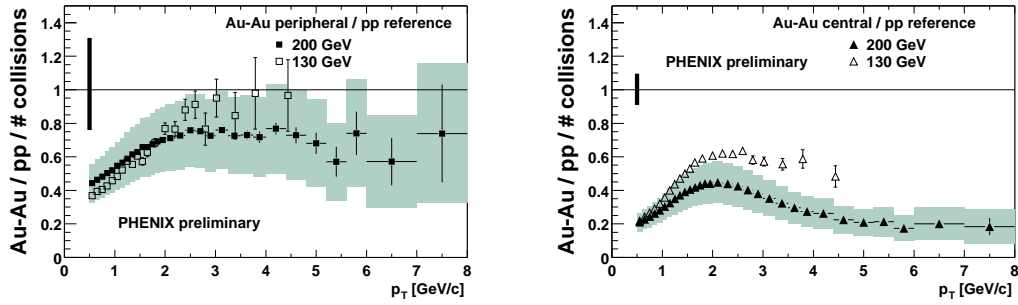 Au-Au peripheral / pp reference
200 GeV
130 GeV
PHENIX preliminary
Au-Au / pp / # collisions
0
0.2
0.4
0.6
0.8
1
1.2
1.4
0 1 2 3 4 5 6 7 8
pT [GeV/c]
Au-Au central / pp reference
200 GeV
130 GeV
PHENIX preliminary
Au-Au / pp / # collisions
0
0.2
0.4
0.6
0.8
1
1.2
1.4
0 1 2 3 4 5 6 7 8
pT [GeV/c]